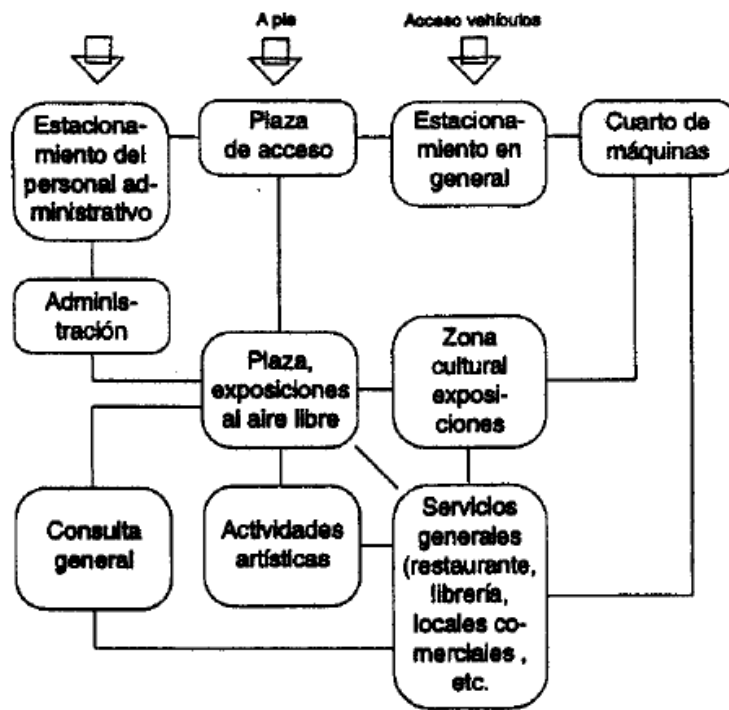 A pie
Acceso vehículos
Estaciona-
miento del
personal ad-
ministrativo
Plaza
de acceso
Estaciona-
miento en
general
Cuarto de
máquinas
Adminis-
tración
Plaza,
exposiciones
al aire libre
Zona
cultural
exposi-
ciones
Consulta
general
Actividades
artísticas
Servicios
generales
(restaurante,
librería,
locales co-
merciales ,
etc.